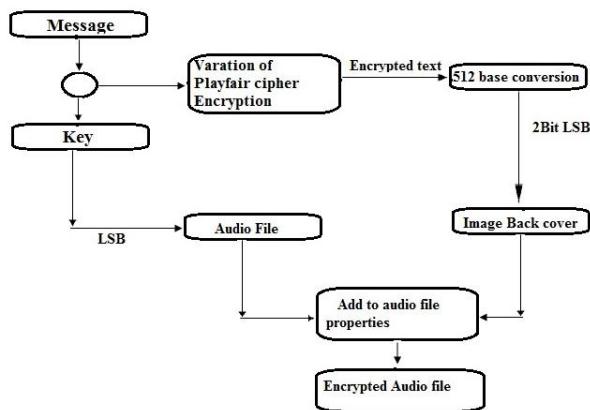 Message
Varation of
Playfair cipher
Encryption
Encrypted text
512 base conversion
Key
2Bit LSB
LSB
Audio File
Image Back cover
Add to audio file
properties
Encrypted Audio file